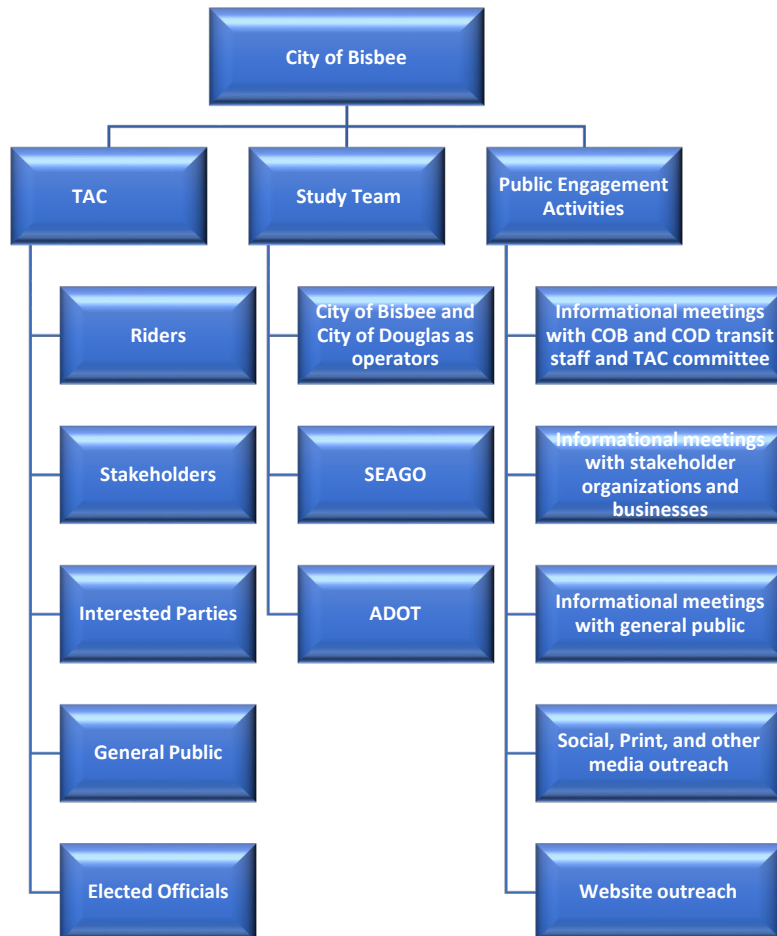 City of Bisbee
TAC
Study Team
Public Engagement
Activities
Riders
Stakeholders
Interested Parties
General Public
Elected Officials
City of Bisbee and
City of Douglas as
operators
SEAGO
ADOT
Informational meetings
with COB and COD transit
staff and TAC committee
Informational meetings
with stakeholder
organizations and
businesses
Informational meetings
with general public
Social, Print, and other
media outreach
Website outreach